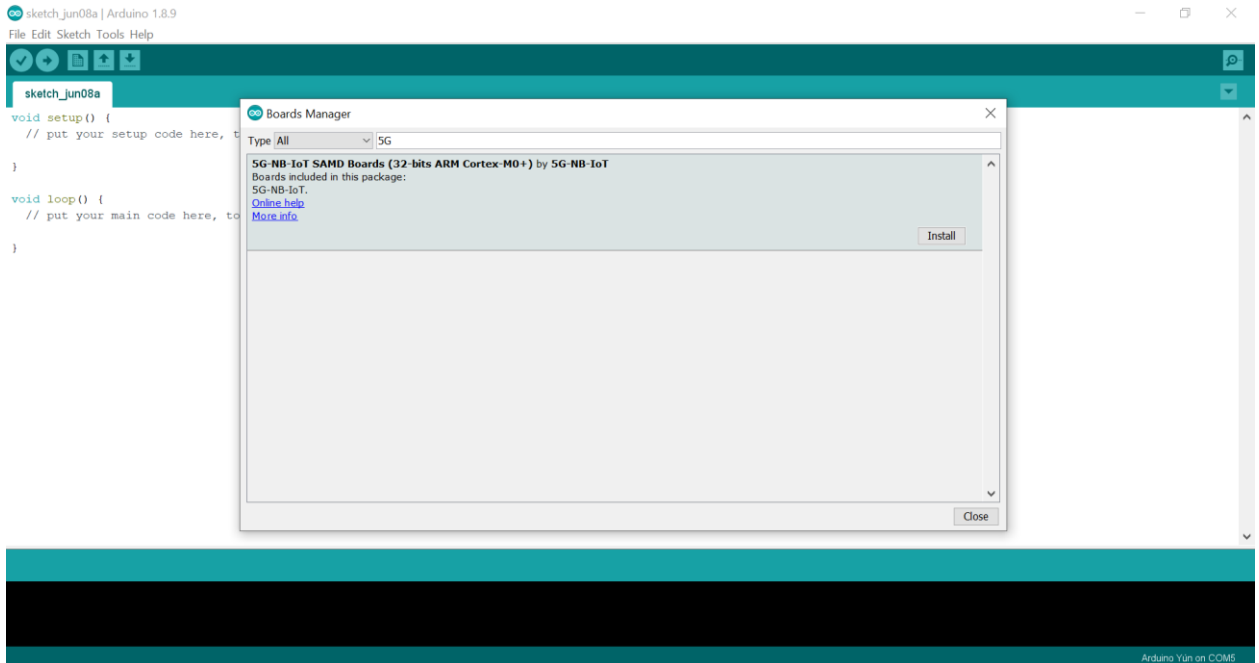 sketch_jun08a | Arduino 1.8.9
File Edit Sketch Tools Help
sketch_jun08a
void setup() {
// put your setup code here, t
}
void loop() {
// put your main code here, to
}
Boards Manager
Type All 5G
5G-NB-IoT SAMD Boards (32-bits ARM Cortex-M0+) by 5G-NB-IoT
Boards included in this package:
5G-NB-IoT.
Online help
More info
Install
Close
Arduino Yún on COM5